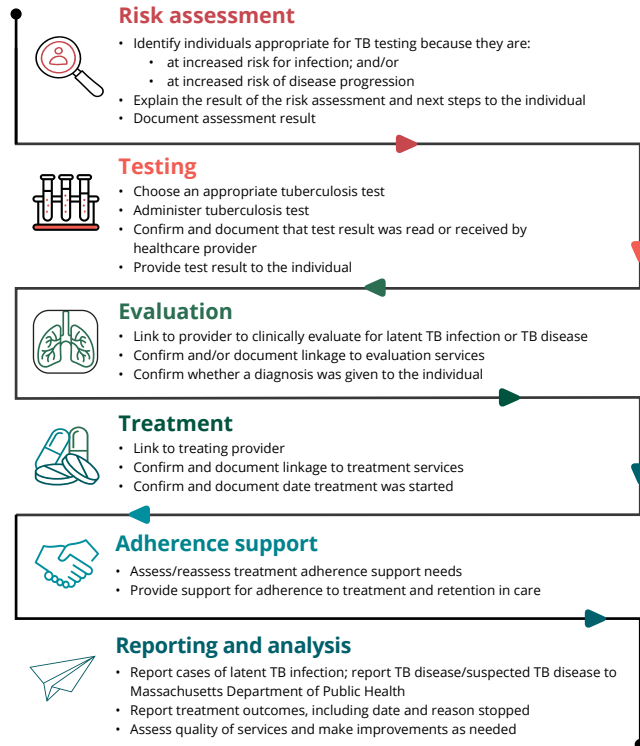 Risk assessment
• Identify individuals appropriate for TB testing because they are:
• at increased risk for infection; and/or
• at increased risk of disease progression
• Explain the result of the risk assessment and next steps to the individual
• Document assessment result
Testing
• Choose an appropriate tuberculosis test
• Administer tuberculosis test
• Confirm and document that test result was read or received by
healthcare provider
• Provide test result to the individual
Evaluation
• Link to provider to clinically evaluate for latent TB infection or TB disease
• Confirm and/or document linkage to evaluation services
• Confirm whether a diagnosis was given to the individual
Treatment
• Link to treating provider
• Confirm and document linkage to treatment services
• Confirm and document date treatment was started
Adherence support
• Assess/reassess treatment adherence support needs
• Provide support for adherence to treatment and retention in care
Reporting and analysis
• Report cases of latent TB infection; report TB disease/suspected TB disease to
Massachusetts Department of Public Health
• Report treatment outcomes, including date and reason stopped
• Assess quality of services and make improvements as needed